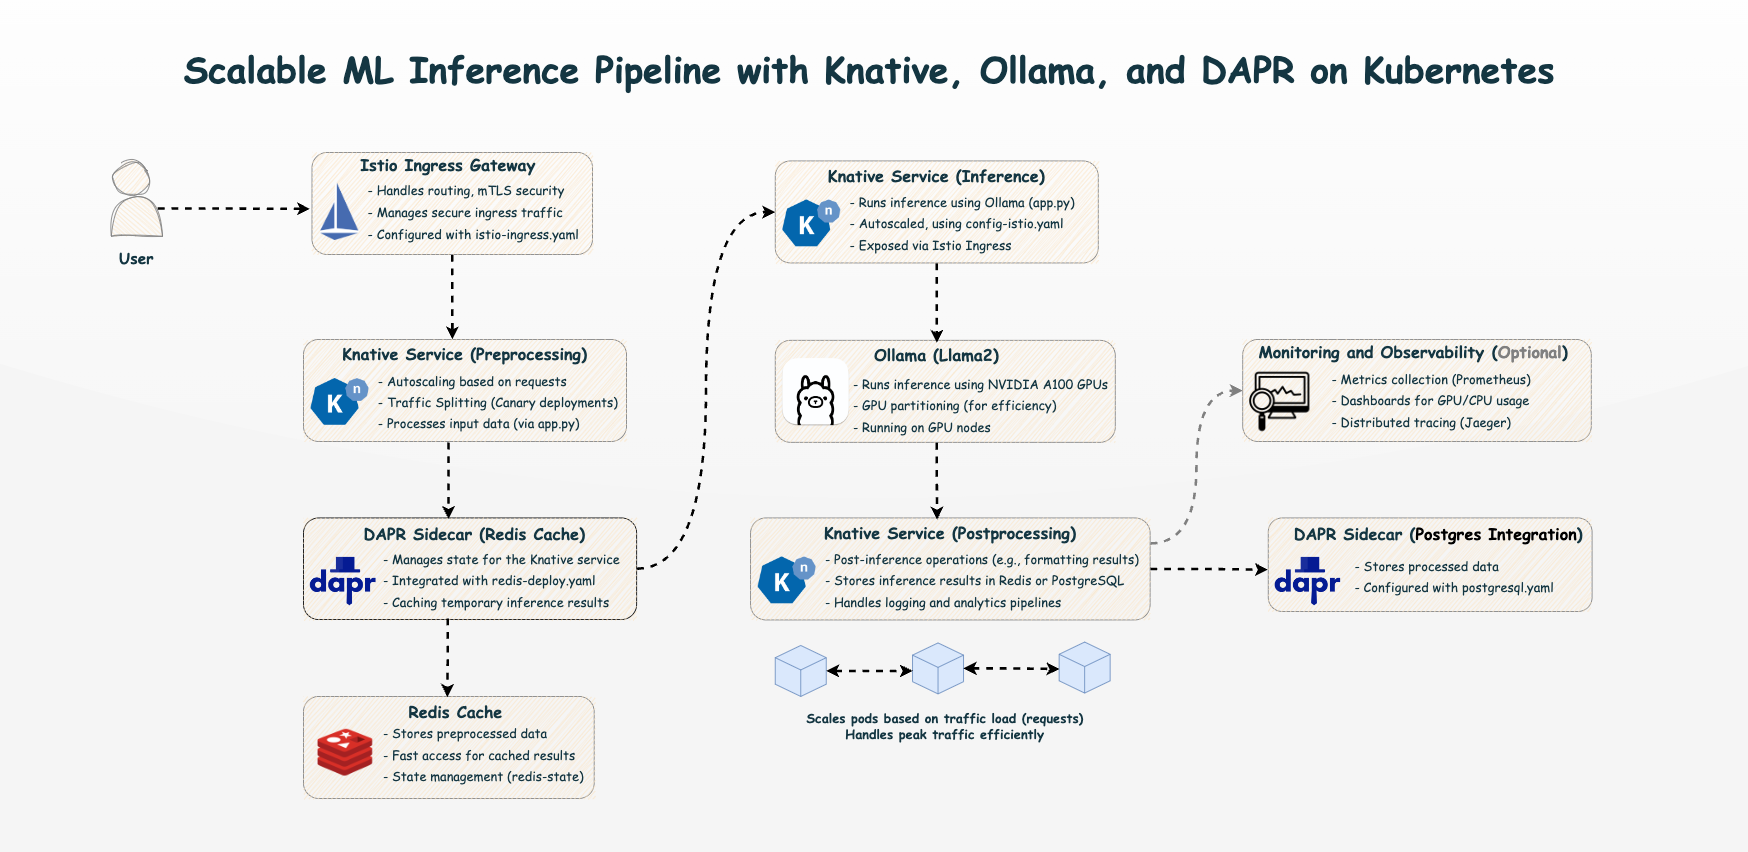 Scalable ML Inference Pipeline with Knative, Ollama, and DAPR on Kubernetes
User
Istio Ingress Gateway
- Handles routing, mTLS security
- Manages secure ingress traffic
- Configured with istio-ingress.yaml
Knative Service (Preprocessing)
K
n
- Autoscaling based on requests
- Traffic Splitting (Canary deployments)
- Processes input data (via app.py)
DAPR Sidecar (Redis Cache)
dapr
- Manages state for the Knative service
- Integrated with redis-deploy.yaml
- Caching temporary inference results
Redis Cache
- Stores preprocessed data
- Fast access for cached results
- State management (redis-state)
Knative Service (Inference)
K
n
- Runs inference using Ollama (app.py)
- Autoscaled, using config-istio.yaml
- Exposed via Istio Ingress
Ollama (Llama2)
- Runs inference using NVIDIA A100 GPUs
- GPU partitioning (for efficiency)
- Running on GPU nodes
Knative Service (Postprocessing)
K
n
- Post-inference operations (e.g., formatting results)
- Stores inference results in Redis or PostgreSQL
- Handles logging and analytics pipelines
Scales pods based on traffic load (requests)
Handles peak traffic efficiently
Monitoring and Observability (Optional)
- Metrics collection (Prometheus)
- Dashboards for GPU/CPU usage
- Distributed tracing (Jaeger)
DAPR Sidecar (Postgres Integration)
dapr
- Stores processed data
- Configured with postgresql.yaml